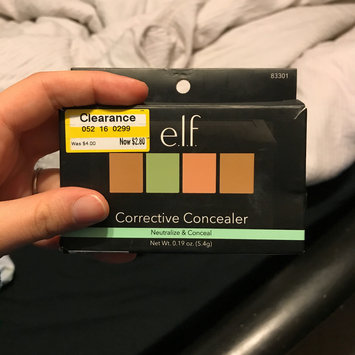 83301
Clearance
052 16 0299
Was $4.00 Now $2.80
e.l.f.
Corrective Concealer
Neutralize & Conceal
Net Wt. 0.19 oz. (5.4g)